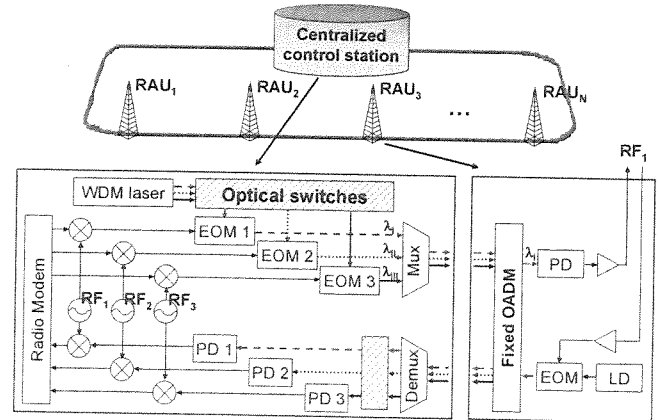 Centralized
control station
RAU1
RAU2
RAU3
...
RAUN
RF1
WDM laser
Optical switches
EOM 1
λi
EOM 2
λii
EOM 3
λiii
Mux
Radio Modem
RF1
RF2
RF3
PD 1
PD 2
PD 3
Demux
Fixed OADM
λi
PD
EOM
LD